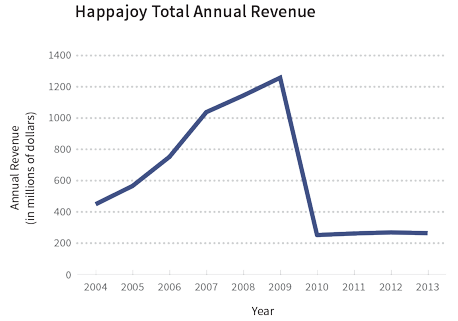 Happajoy Total Annual Revenue
Annual Revenue
(in millions of dollars)
1400
1200
1000
800
600
400
200
0
2004 2005 2006 2007 2008 2009 2010 2011 2012 2013
Year